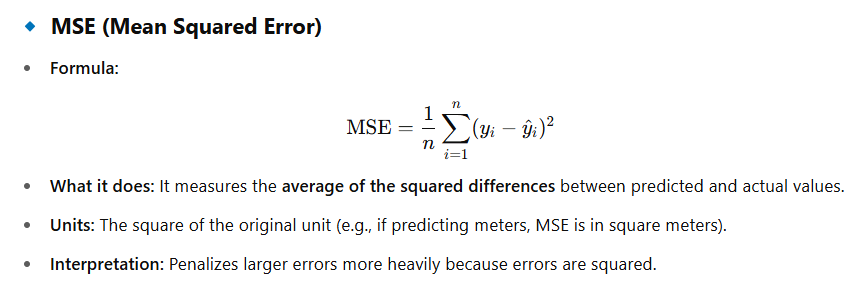 MSE (Mean Squared Error)
Formula:
MSE = \frac{1}{n} \sum_{i=1}^{n} (y_i - \hat{y}_i)^2
What it does: It measures the average of the squared differences between predicted and actual values.
Units: The square of the original unit (e.g., if predicting meters, MSE is in square meters).
Interpretation: Penalizes larger errors more heavily because errors are squared.